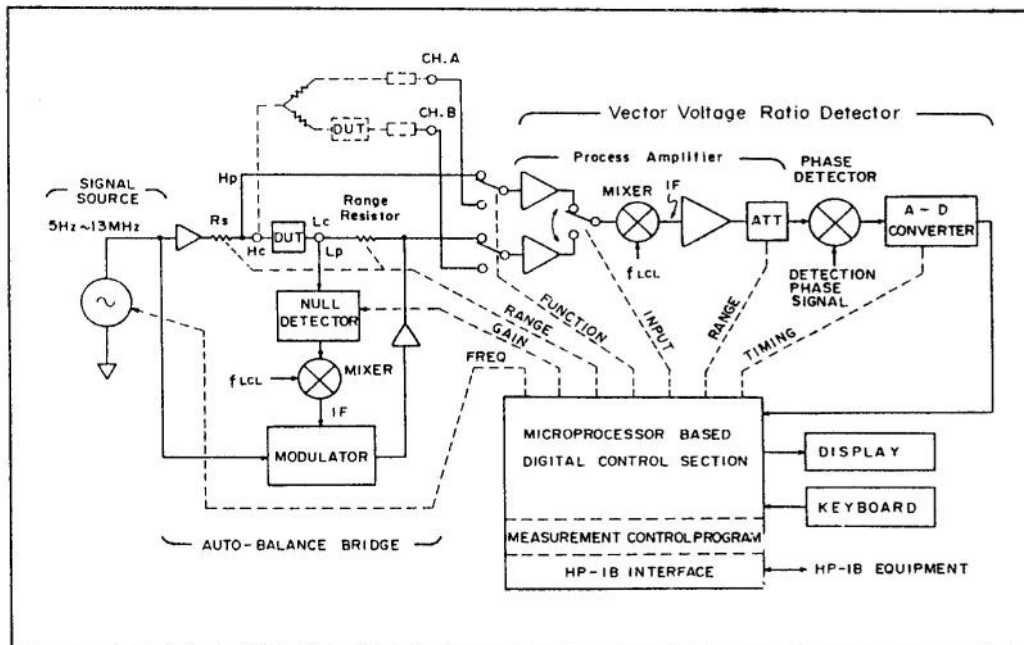 CH.A
CH.B
DUT
Vector Voltage Ratio Detector
Process Amplifier
PHASE
DETECTOR
SIGNAL
SOURCE
5Hz~13MHz
Hp
Rs
Hc
DUT
Lc
Lp
Range
Resistor
MIXER
IF
ATT
A-D
CONVERTER
fLCL
DETECTION
PHASE
SIGNAL
NULL
DETECTOR
FUNCTION
RANGE
GAIN
INPUT
RANGE
TIMING
FREQ
fLCL
MIXER
IF
MODULATOR
AUTO-BALANCE BRIDGE
MICROPROCESSOR BASED
DIGITAL CONTROL SECTION
DISPLAY
KEYBOARD
MEASUREMENT CONTROL PROGRAM
HP-IB INTERFACE
HP-IB EQUIPMENT